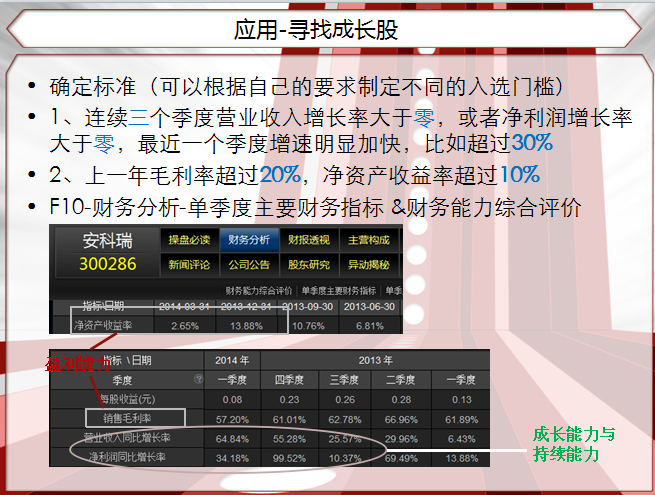 应用-寻找成长股
• 确定标准（可以根据自己的要求制定不同的入选门槛）
• 1、连续三个季度营业收入增长率大于零，或者净利润增长率
大于零，最近一个季度增速明显加快，比如超过30%
• 2、上一年毛利率超过20%，净资产收益率超过10%
• F10-财务分析-单季度主要财务指标 &财务能力综合评价
安科瑞 操盘必读 财务分析 财报透视 主营构成
300286 新闻评论 公司公告 股东研究 异动揭秘
财务能力综合评价 | 单季度主要财务指标 | 单季
指标\日期 2014-03-31 2013-12-31 2013-09-30 2013-06-30
净资产收益率 2.65% 13.88% 10.76% 6.81%
盈利能力
指标 \ 日期 2014 年 2013 年
季度 一季度 四季度 三季度 二季度 一季度
每股收益(元) 0.08 0.23 0.26 0.28 0.13
销售毛利率 57.20% 61.01% 62.78% 66.96% 61.89%
营业收入同比增长率 64.84% 55.28% 25.57% 29.96% 6.43%
净利润同比增长率 34.18% 99.52% 10.37% 69.49% 13.88%
成长能力与
持续能力